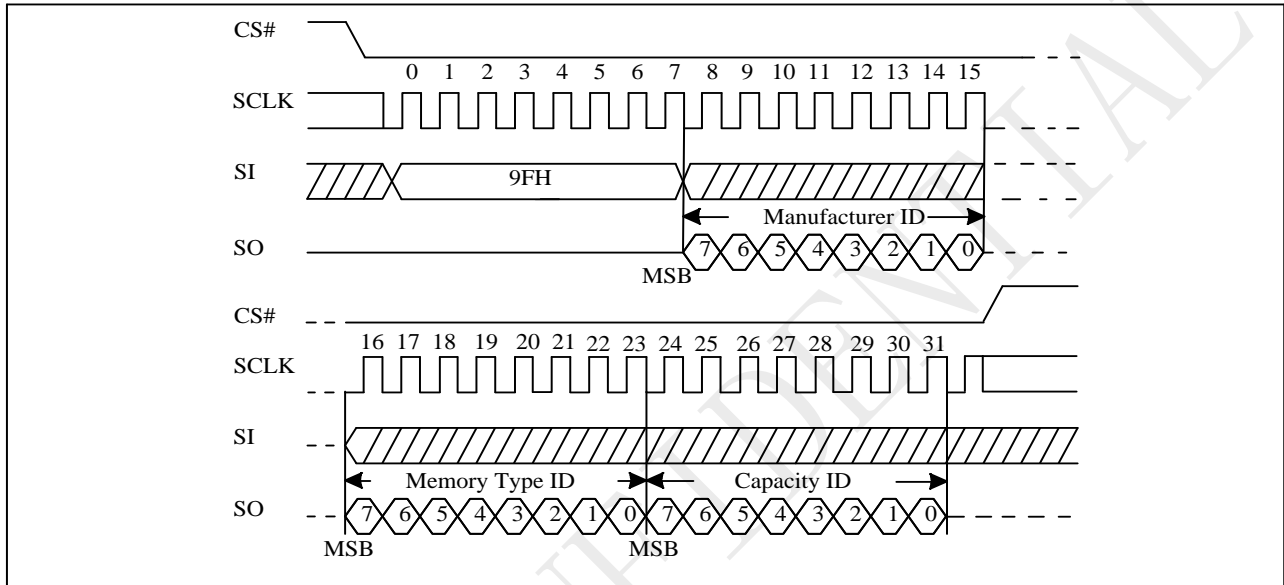 CS#
0 1 2 3 4 5 6 7 8 9 10 11 12 13 14 15
SCLK
SI
9FH
Manufacturer ID
SO
7 6 5 4 3 2 1 0
MSB
CS#
16 17 18 19 20 21 22 23 24 25 26 27 28 29 30 31
SCLK
SI
Memory Type ID Capacity ID
SO
7 6 5 4 3 2 1 0 7 6 5 4 3 2 1 0
MSB MSB
FIDENTIAL